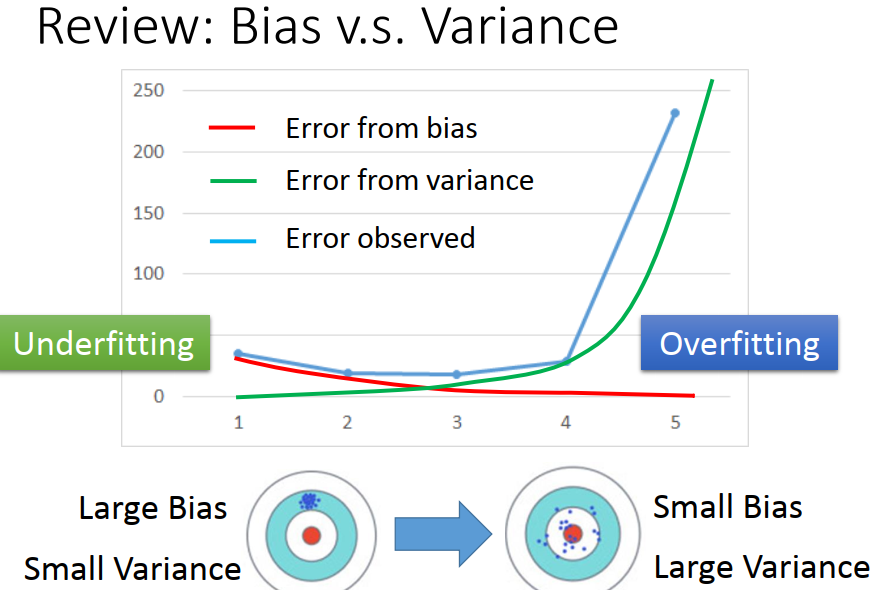 Review: Bias v.s. Variance
250
Error from bias
200
Error from variance
150
Error observed
100
Underfitting
Overfitting
0
1 2 3 4 5
Large Bias
Small Bias
Small Variance
Large Variance